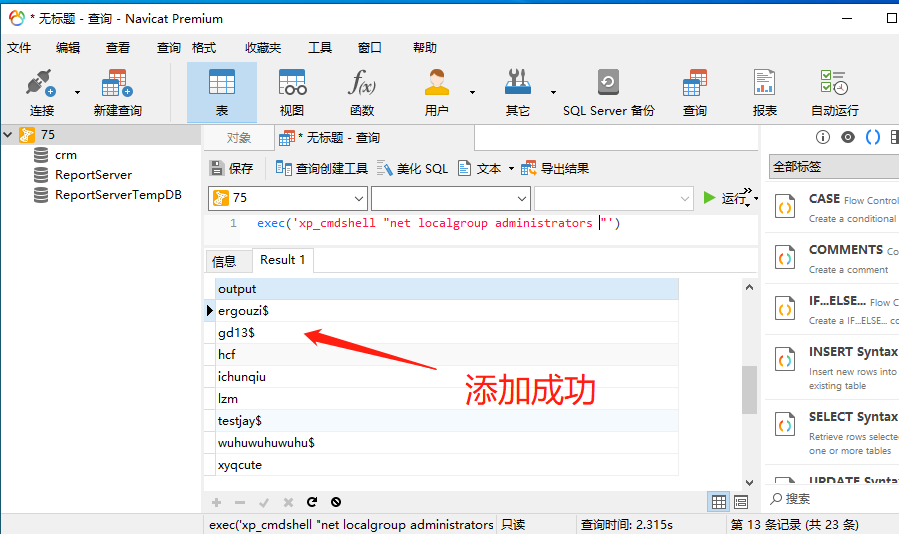 * 无标题 - 查询 - Navicat Premium
文件 编辑 查看 查询 格式 收藏夹 工具 窗口 帮助
连接 新建查询 表 视图 函数 用户 其它 SQL Server 备份 查询 报表 自动运行
75
crm
ReportServer
ReportServerTempDB
对象 * 无标题 - 查询
保存 查询创建工具 美化 SQL 文本 导出结果
75 运行
1 exec('xp_cmdshell "net localgroup administrators "')
信息 Result 1
output
ergouzi$
gd13$
hcf
ichunqiu
lzm
testjay$
wuhuwuhuwuhu$
xyqcute
添加成功
全部标签
CASE Flow Control
Create a conditional
COMMENTS Co
Create a comment
IF...ELSE... Flow C
Create a IF...ELSE... co
INSERT Syntax
Insert new rows into
existing table
SELECT Syntax
Retrieve rows selected
one or more tables
UPDATE Syntax
搜索
exec('xp_cmdshell "net localgroup administrators 只读 查询时间: 2.315s 第 13 条记录 (共 23 条)